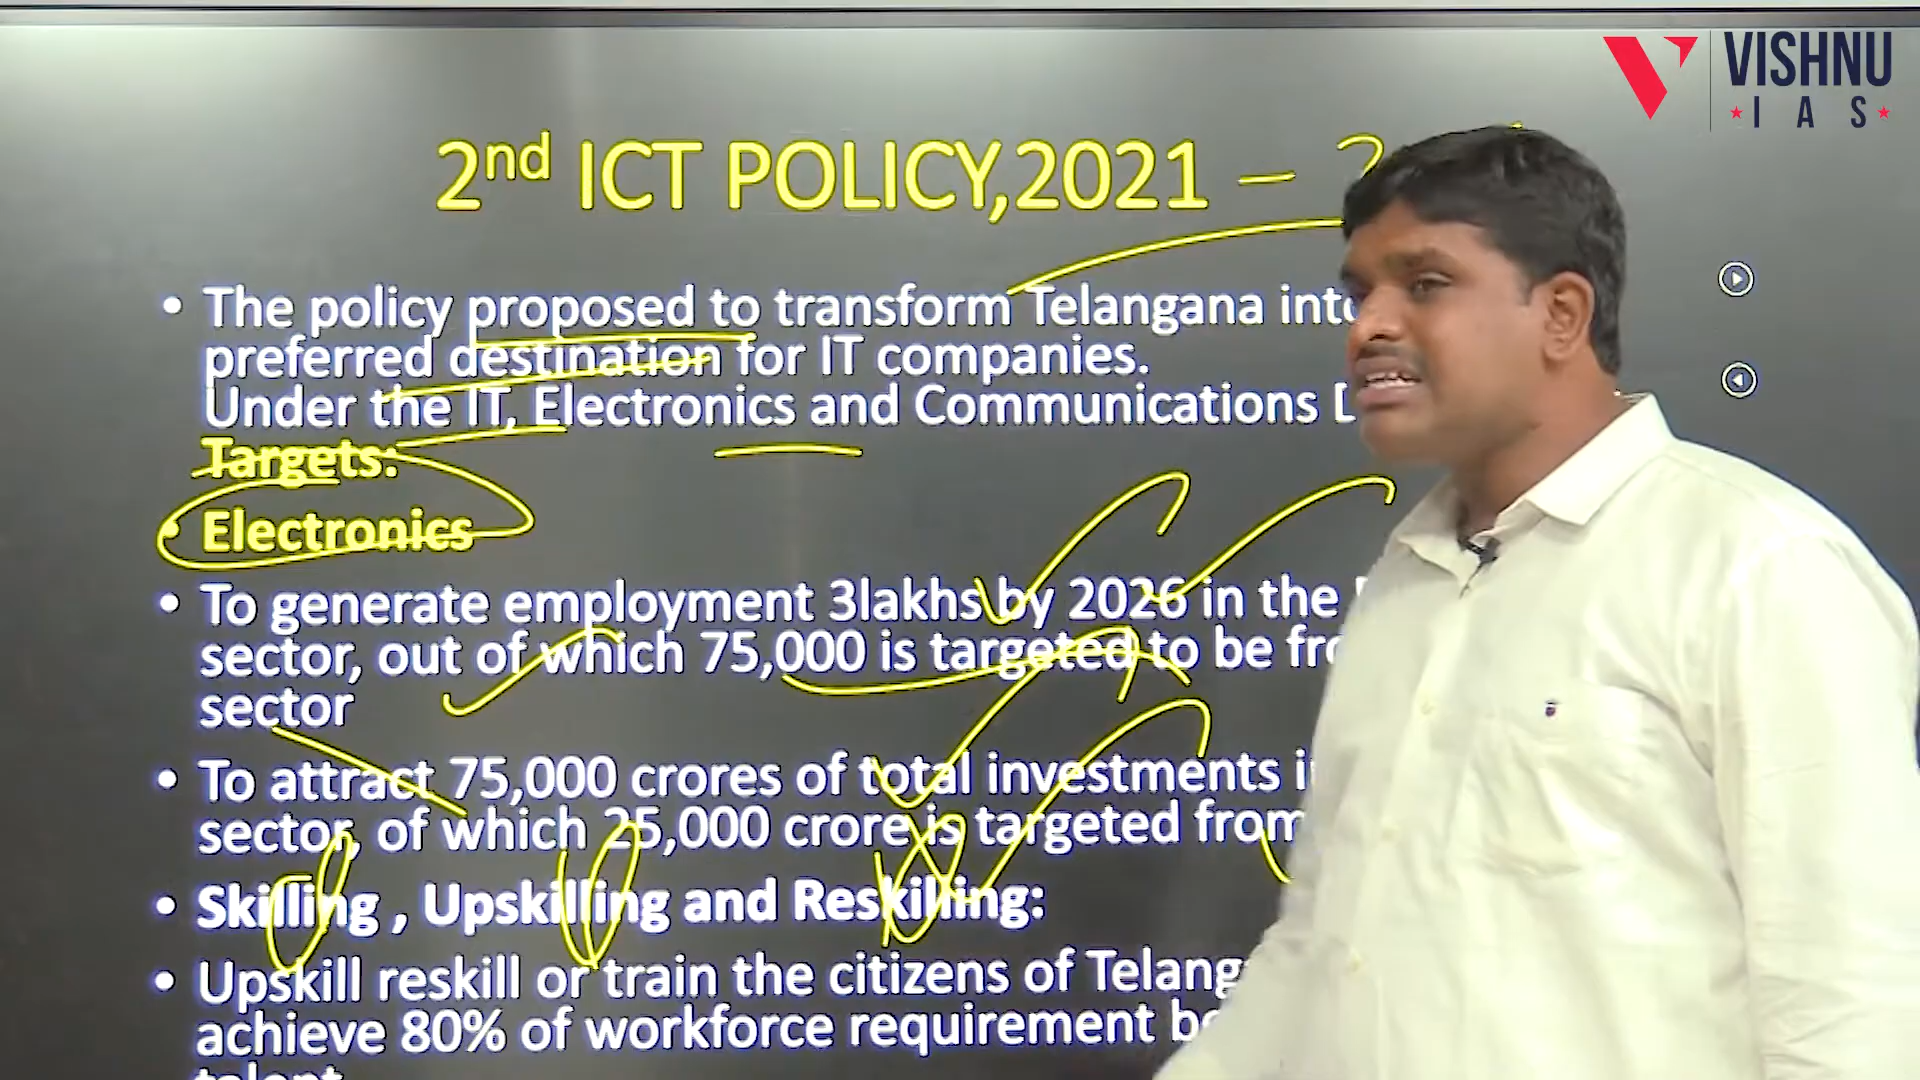 VISHNU
IAS
2nd ICT POLICY,2021 –
• The policy proposed to transform Telangana into
preferred destination for IT companies.
Under the IT, Electronics and Communications
Targets:
• Electronics
• To generate employment 3lakhs by 2026 in the
sector, out of which 75,000 is targeted to be
sector
• To attract 75,000 crores of total investments
sector, of which 25,000 crore is targeted from
• Skilling , Upskilling and Reskilling:
• Upskill reskill or train the citizens of
achieve 80% of workforce requirement